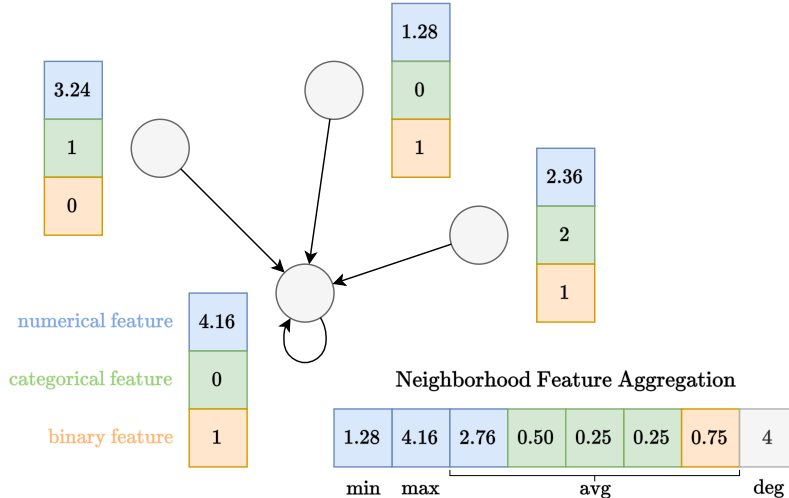 1.28
0
1
3.24
1
0
2.36
2
1
numerical feature 4.16
categorical feature 0
binary feature 1
Neighborhood Feature Aggregation
1.28 4.16 2.76 0.50 0.25 0.25 0.75 4
min max avg deg